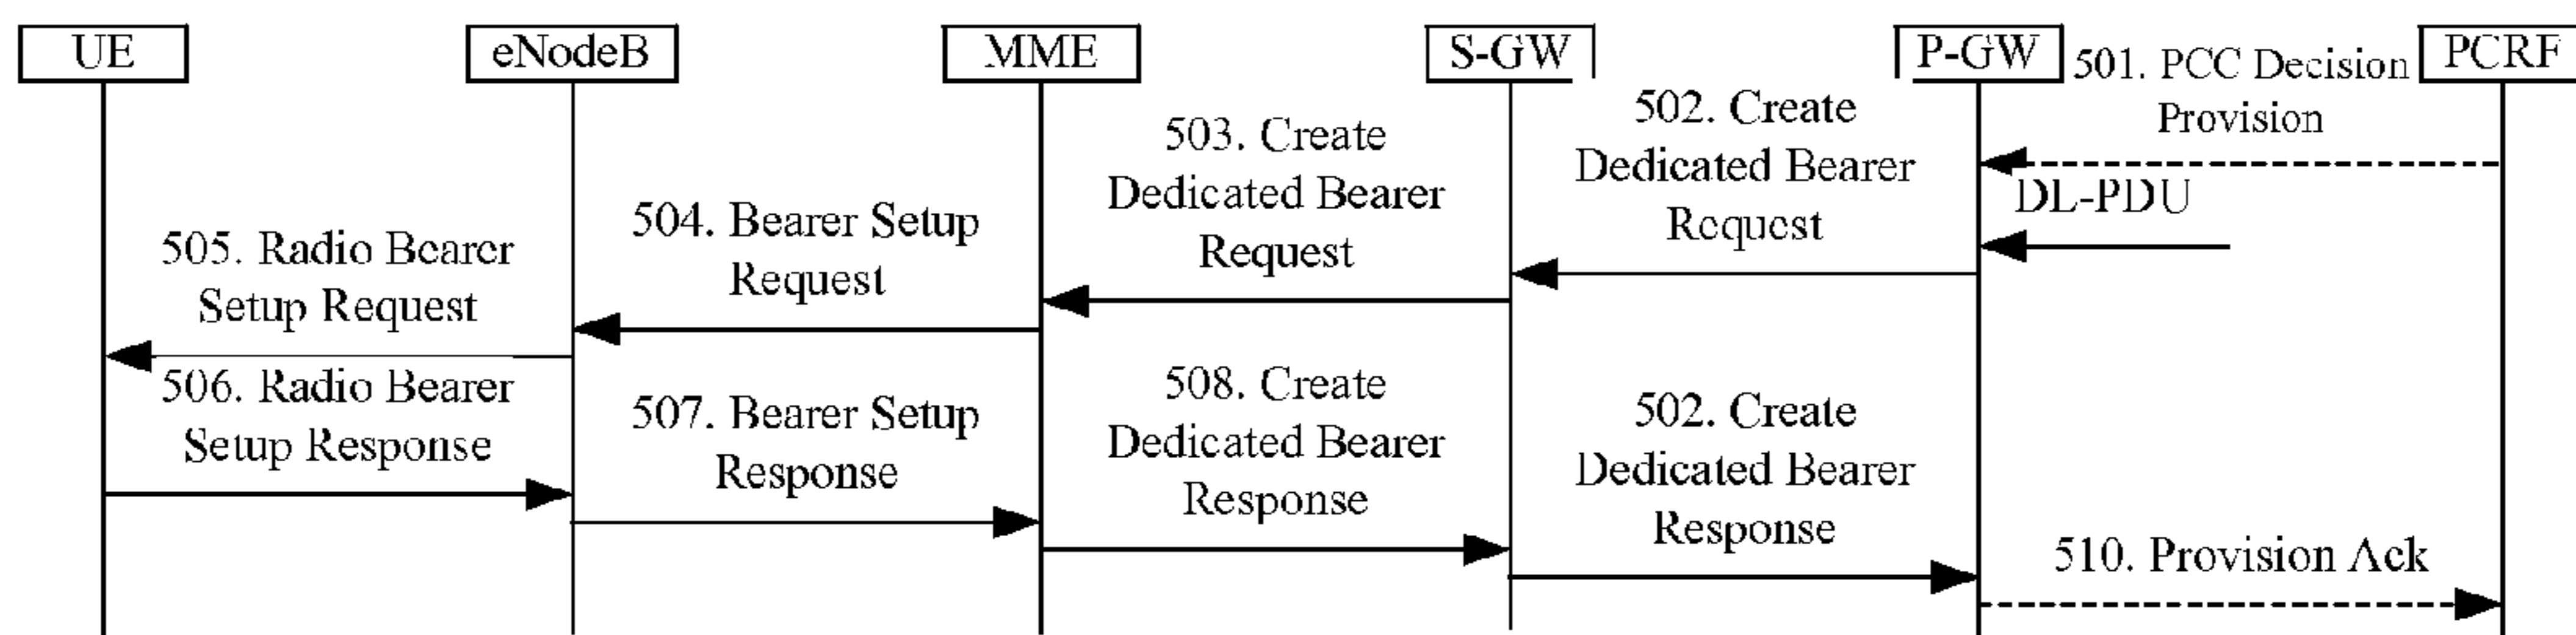 UE
eNodeB
MME
S-GW
P-GW
PCRF
501. PCC Decision
Provision
DL-PDU
502. Create
Dedicated Bearer
Request
503. Create
Dedicated Bearer
Request
504. Bearer Setup
Request
505. Radio Bearer
Setup Request
506. Radio Bearer
Setup Response
507. Bearer Setup
Response
508. Create
Dedicated Bearer
Response
502. Create
Dedicated Bearer
Response
510. Provision Ack